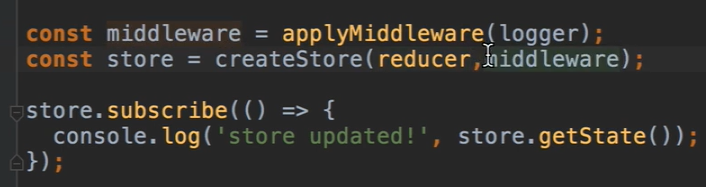 const middleware = applyMiddleware(logger);
const store = createStore(reducer,middleware);
store.subscribe(() => {
console.log('store updated!', store.getState());
});